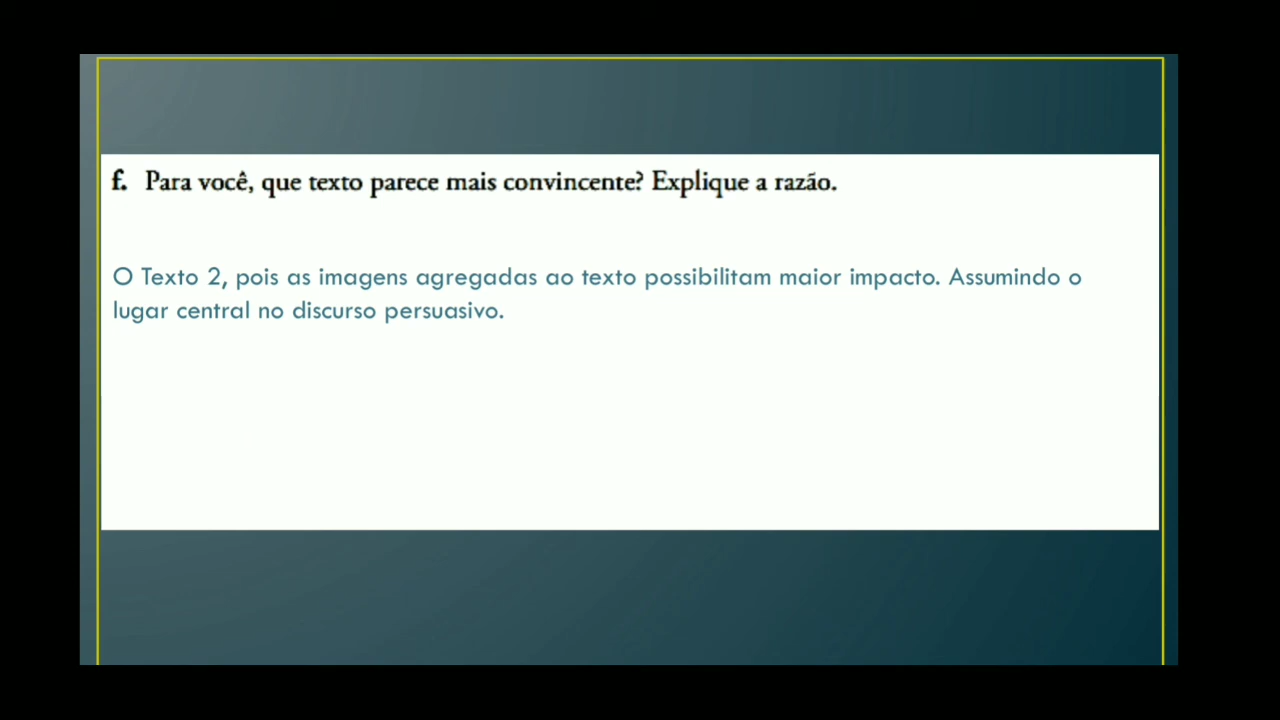 f. Para você, que texto parece mais convincente? Explique a razão.
O Texto 2, pois as imagens agregadas ao texto possibilitam maior impacto. Assumindo o
lugar central no discurso persuasivo.